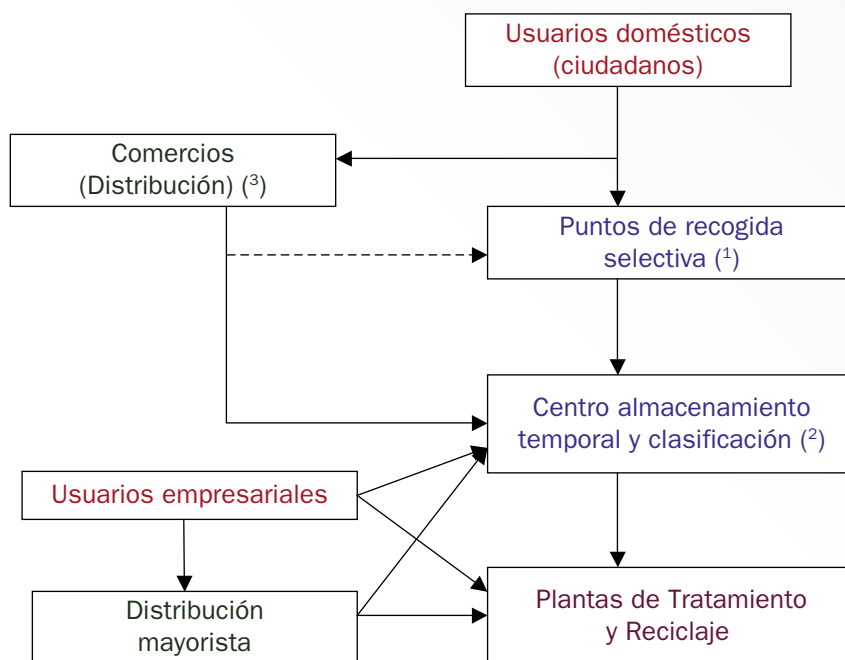 Usuarios domésticos
(ciudadanos)
Comercios
(Distribución) (³)
Puntos de recogida
selectiva (¹)
Centro almacenamiento
temporal y clasificación (²)
Usuarios empresariales
Distribución
mayorista
Plantas de Tratamiento
y Reciclaje